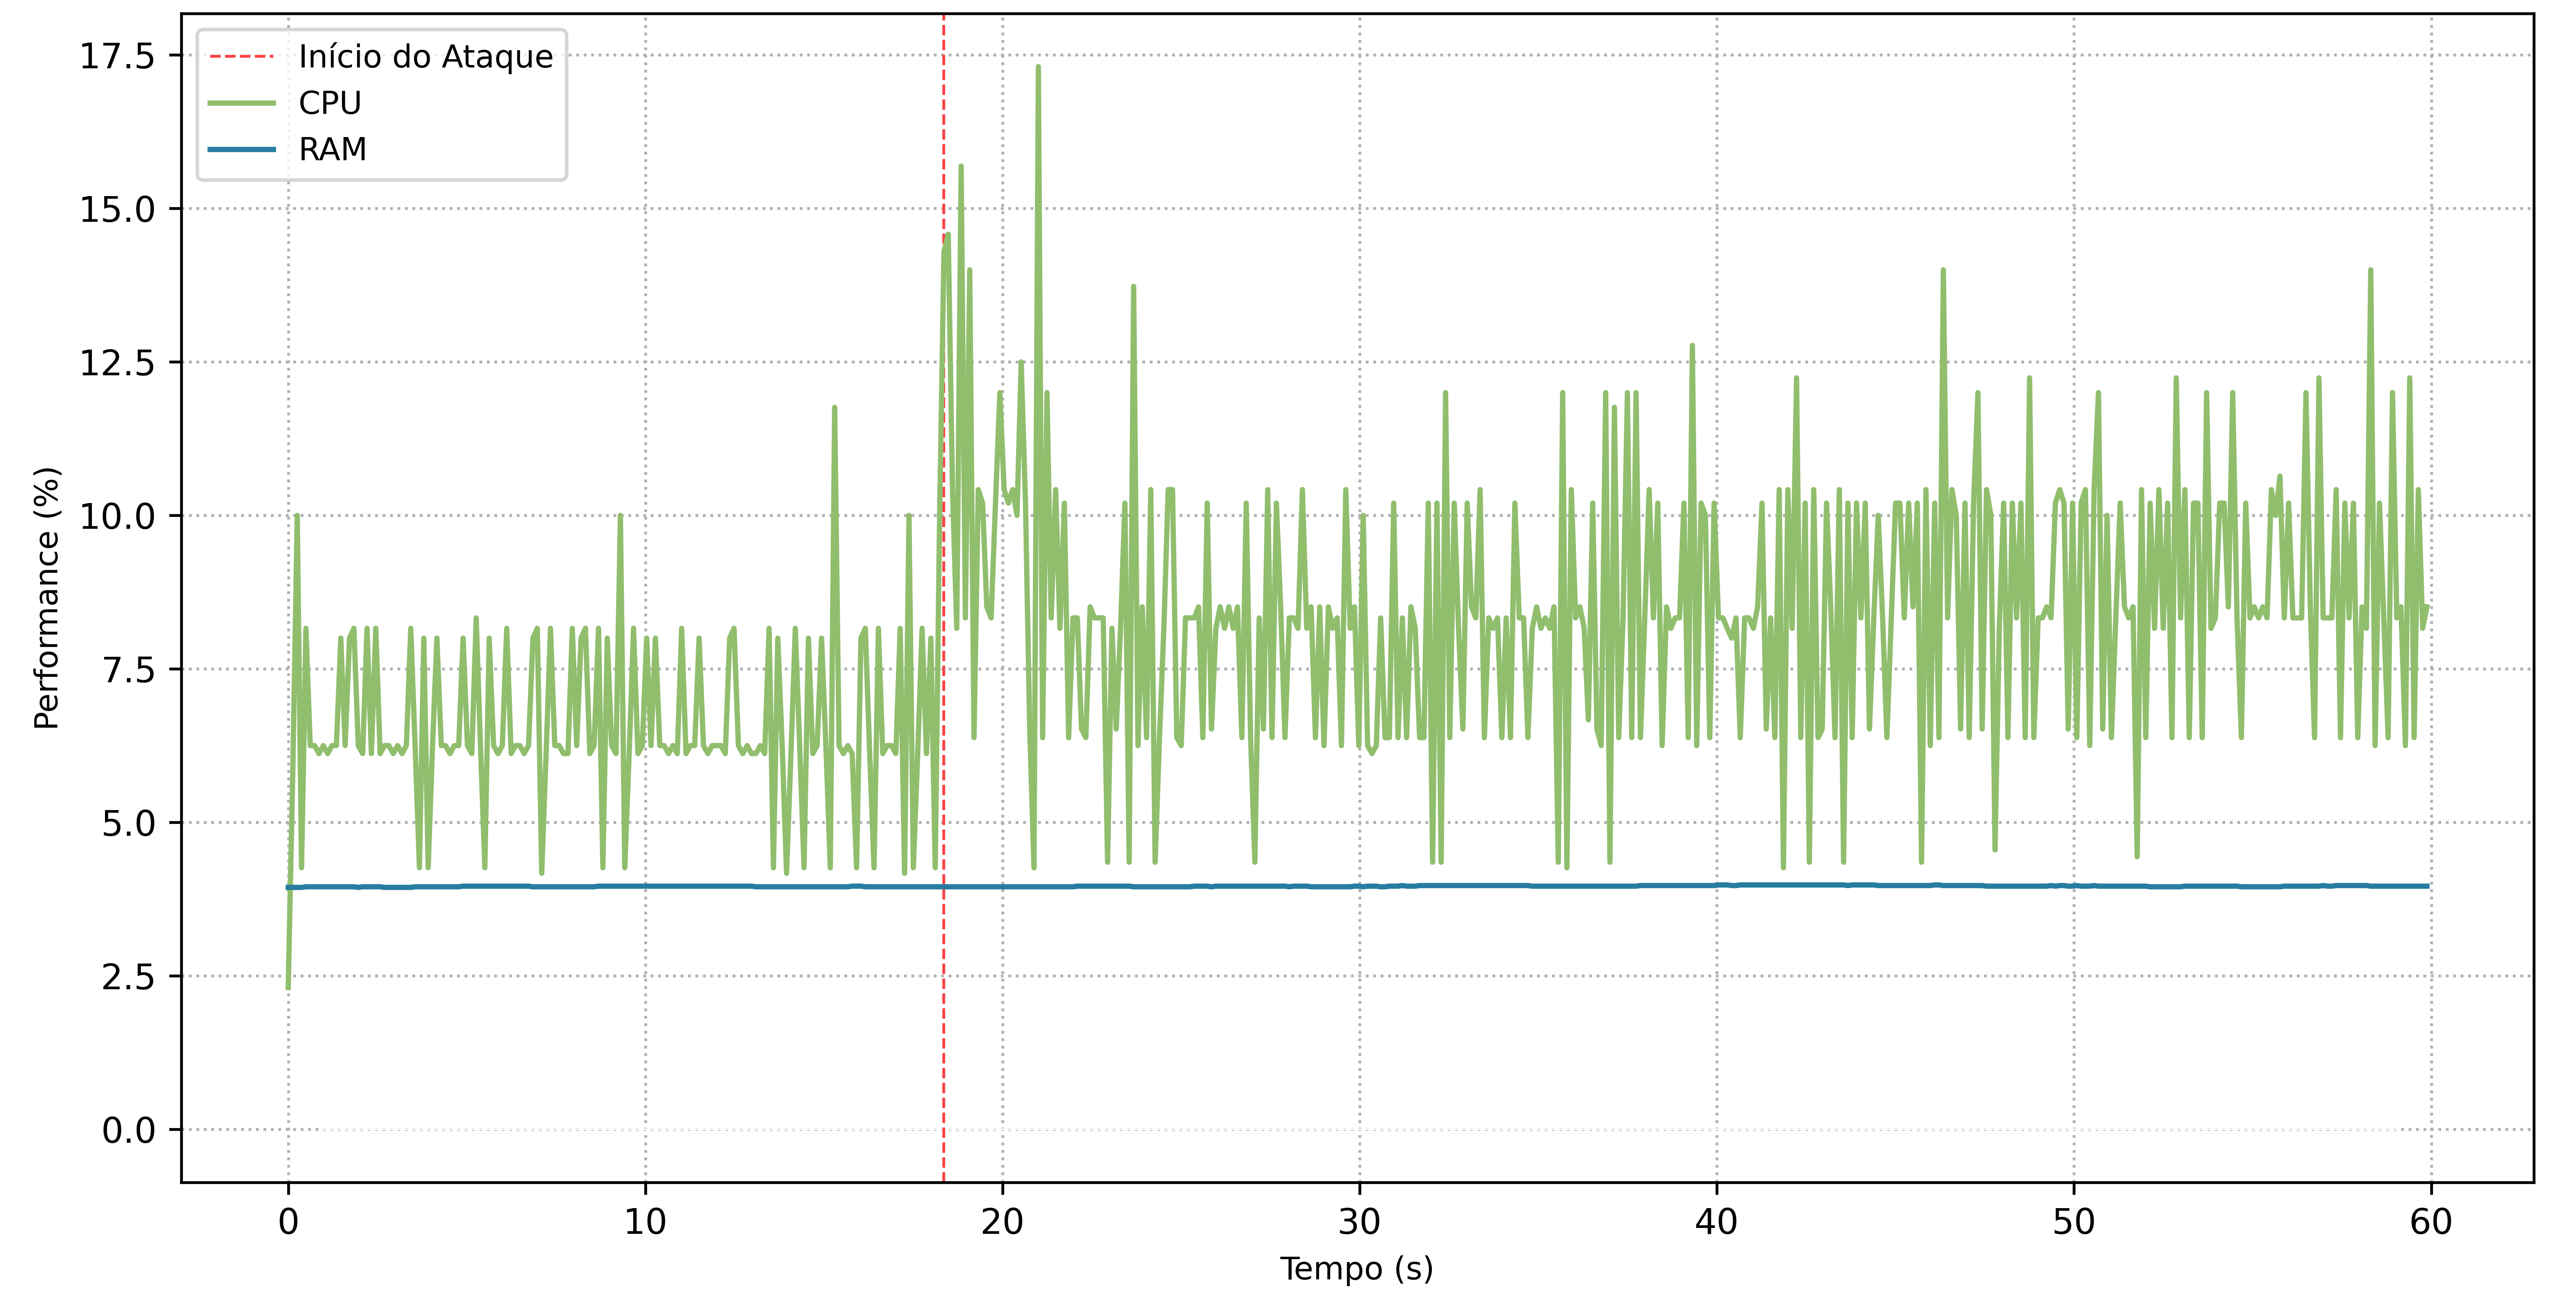 Início do Ataque
CPU
RAM
17.5
15.0
12.5
10.0
7.5
5.0
2.5
0.0
Performance (%)
0 10 20 30 40 50 60
Tempo (s)